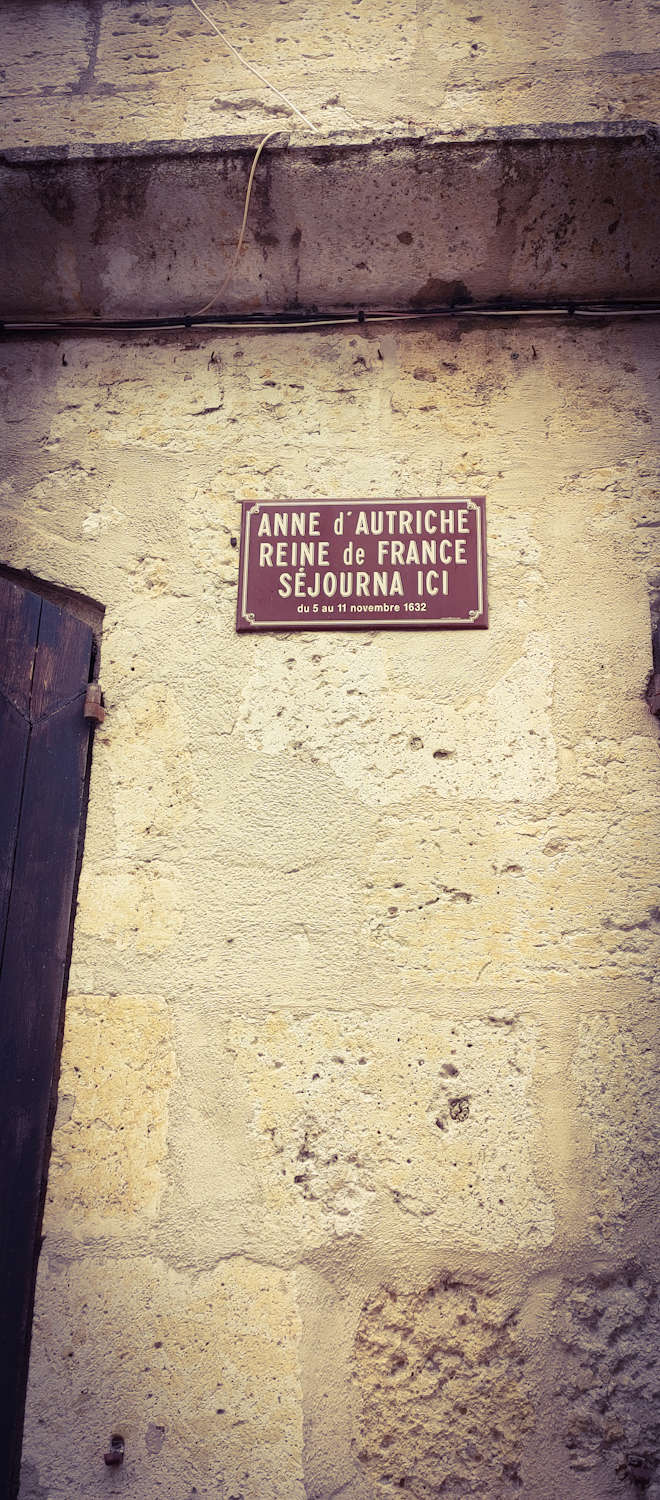 ANNE d'AUTRICHE
REINE de FRANCE
SÉJOURNA ICI
du 5 au 11 novembre 1632